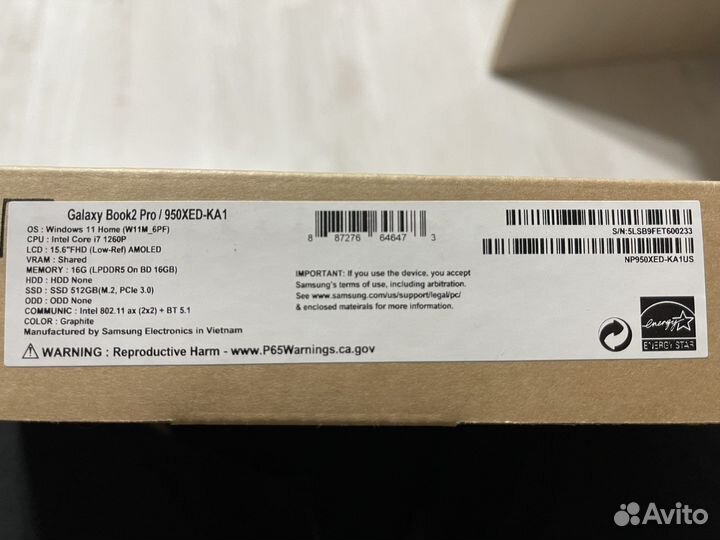 Galaxy Book2 Pro / 950XED-KA1
OS : Windows 11 Home (W11M_6PF)
CPU : Intel Core i7 1260P
LCD : 15.6"FHD (Low-Ref) AMOLED
VRAM : Shared
MEMORY : 16G (LPDDR5 On BD 16GB)
HDD : HDD None
SSD : SSD 512GB(M.2, PCIe 3.0)
ODD : ODD None
COMMUNIC : Intel 802.11 ax (2x2) + BT 5.1
COLOR : Graphite
Manufactured by Samsung Electronics in Vietnam
WARNING : Reproductive Harm - www.P65Warnings.ca.gov
8 87276 64647 3
IMPORTANT: If you use the device, you accept
Samsung's terms of use, including arbitration.
See www.samsung.com/us/support/legal/pc/
& enclosed mateirals for more information.
S/N:5LSB9FET600233
NP950XED-KA1US
energy
ENERGY STAR
Avito